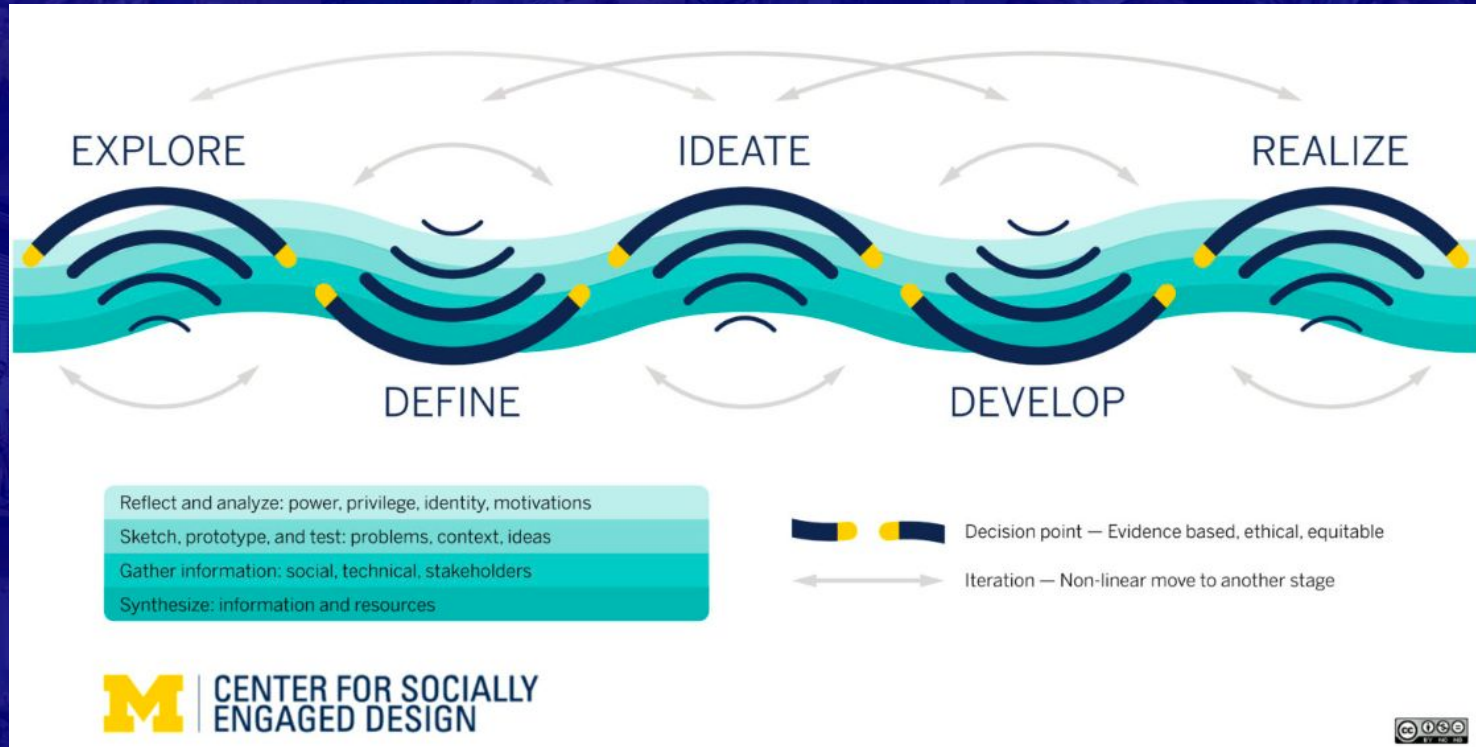 EXPLORE
IDEATE
REALIZE
DEFINE
DEVELOP
Reflect and analyze: power, privilege, identity, motivations
Sketch, prototype, and test: problems, context, ideas
Gather information: social, technical, stakeholders
Synthesize: information and resources
Decision point — Evidence based, ethical, equitable
Iteration — Non-linear move to another stage
M
CENTER FOR SOCIALLY
ENGAGED DESIGN
cc